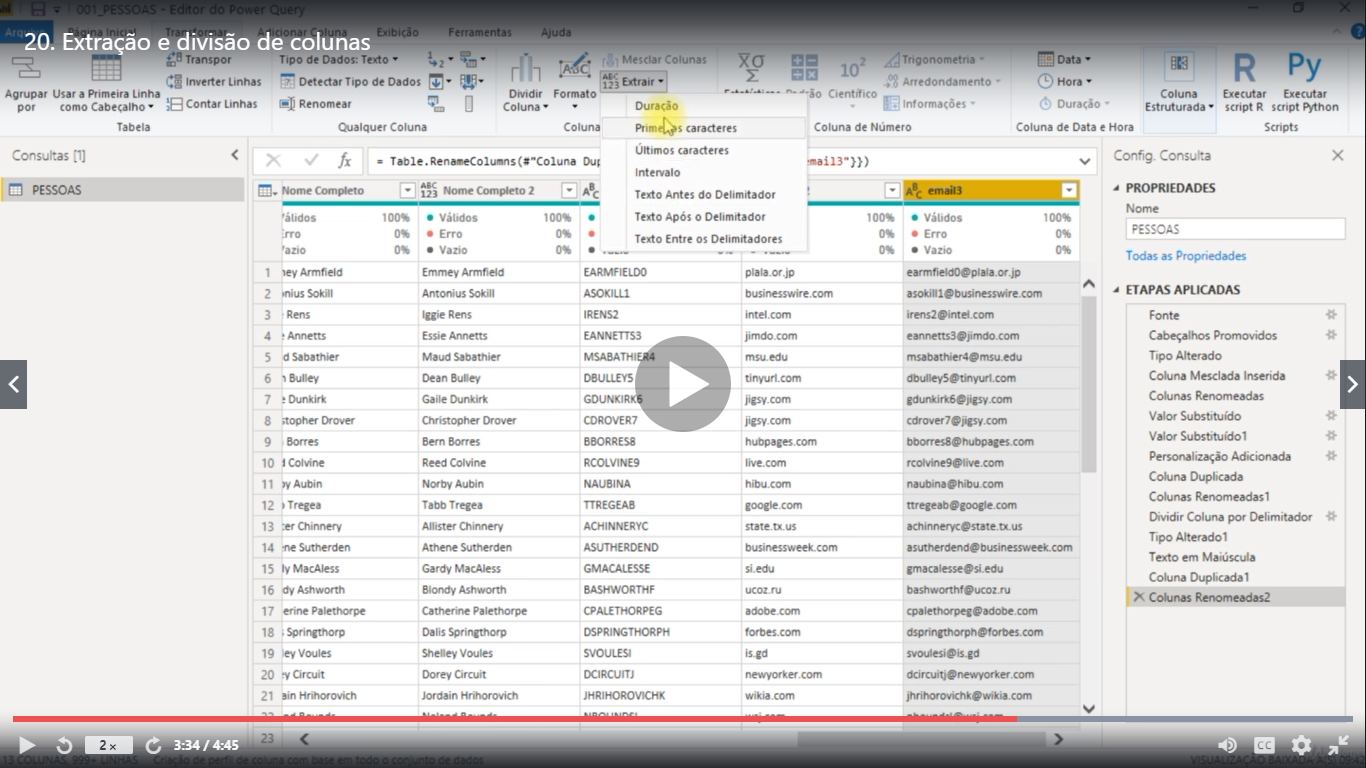 001_PESSOAS - Editor do Power Query
20. Extração e divisão de colunas
Arquivo Página Inicial Transformar Adicionar Coluna Exibição Ferramentas Ajuda
Agrupar por
Usar a Primeira Linha como Cabeçalho
Transpor
Inverter Linhas
Contar Linhas
Tabela
Tipo de Dados: Texto
Detectar Tipo de Dados
Renomear
Qualquer Coluna
Dividir Coluna
Formato
ABC
123
Mesclar Colunas
Extrair
Coluna
Estatísticas Padrão Científico
Trigonometria
Arredondamento
Informações
Coluna de Número
Data
Hora
Duração
Coluna de Data e Hora
Coluna Estruturada
Executar script R
Executar script Python
Scripts
Duração
Primeiros caracteres
Últimos caracteres
Intervalo
Texto Antes do Delimitador
Texto Após o Delimitador
Texto Entre os Delimitadores
Consultas [1]
PESSOAS
fx
= Table.RenameColumns(#"Coluna Dup
email3"}})
Nome Completo Nome Completo 2 email3
Válidos 100% Válidos 100% 100% Válidos 100%
Erro 0% Erro 0% 0% 0% Erro 0%
Vazio 0% Vazio 0% Vazio 0% Vazio 0% Vazio 0%
1 ney Armfield Emmey Armfield EARMFIELD0 plala.or.jp earmfield0@plala.or.jp
2 onius Sokill Antonius Sokill ASOKILL1 businesswire.com asokill1@businesswire.com
3 Rens Iggie Rens IRENS2 intel.com irens2@intel.com
4 Annetts Essie Annetts EANNETTS3 jimdo.com eannetts3@jimdo.com
5 d Sabathier Maud Sabathier MSABATHIER4 msu.edu msabathier4@msu.edu
6 Bulley Dean Bulley DBULLEY5 tinyurl.com dbulley5@tinyurl.com
7 Dunkirk Gaile Dunkirk GDUNKIRK6 jigsy.com gdunkirk6@jigsy.com
8 stopher Drover Christopher Drover CDROVER7 jigsy.com cdrover7@jigsy.com
9 Borres Bern Borres BBORRES8 hubpages.com bborres8@hubpages.com
10 d Colvine Reed Colvine RCOLVINE9 live.com rcolvine9@live.com
11 by Aubin Norby Aubin NAUBINA hibu.com naubina@hibu.com
12 Tregea Tabb Tregea TTREGEAB google.com ttregeab@google.com
13 ter Chinnery Allister Chinnery ACHINNERYC state.tx.us achinneryc@state.tx.us
14 ene Sutherden Athene Sutherden ASUTHERDEND businessweek.com asutherdend@businessweek.com
15 ly MacAless Gardy MacAless GMACALESSE si.edu gmacalesse@si.edu
16 dy Ashworth Blondy Ashworth BASHWORTHF ucoz.ru bashworthf@ucoz.ru
17 erine Palethorpe Catherine Palethorpe CPALETHORPEG adobe.com cpalethorpeg@adobe.com
18 Springthorp Dalis Springthorp DSPRINGTHORPH forbes.com dspringthorph@forbes.com
19 ley Voules Shelley Voules SVOULESI is.gd svoulesi@is.gd
20 y Circuit Dorey Circuit DCIRCUITJ newyorker.com dcircuitj@newyorker.com
21 ain Hrihorovich Jordain Hrihorovich JHRIHOROVICHK wikia.com jhrihorovichk@wikia.com
23
Config. Consulta
PROPRIEDADES
Nome
PESSOAS
Todas as Propriedades
ETAPAS APLICADAS
Fonte
Cabeçalhos Promovidos
Tipo Alterado
Coluna Mesclada Inserida
Colunas Renomeadas
Valor Substituído
Valor Substituído1
Personalização Adicionada
Coluna Duplicada
Colunas Renomeadas1
Dividir Coluna por Delimitador
Tipo Alterado1
Texto em Maiúscula
Coluna Duplicada1
Colunas Renomeadas2
2 x
3:34 / 4:45
CC
13 COLUNAS, 999+ LINHAS Criação de perfil de coluna com base em todo o conjunto de dados
VISUALIZAÇÃO BAIXADA